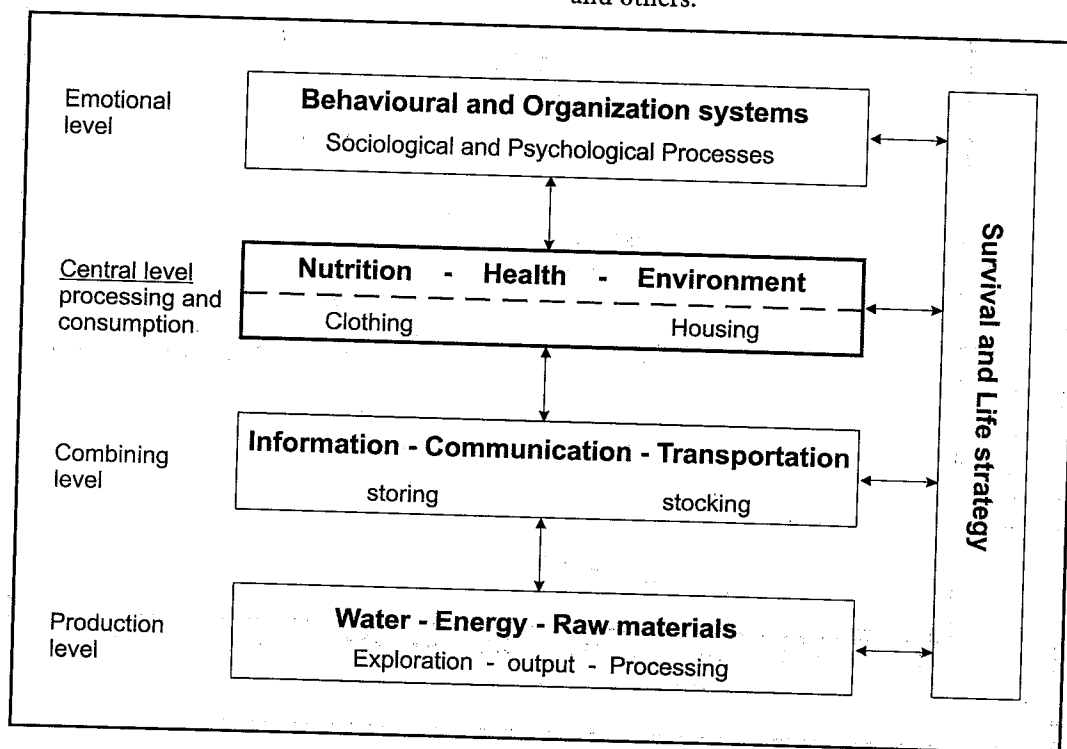 and others.
Emotional
level
Behavioural and Organization systems
Sociological and Psychological Processes
Central level
processing and
consumption
Nutrition - Health - Environment
Clothing Housing
Combining
level
Information - Communication - Transportation
storing stocking
Production
level
Water - Energy - Raw materials
Exploration - output - Processing
Survival and Life strategy